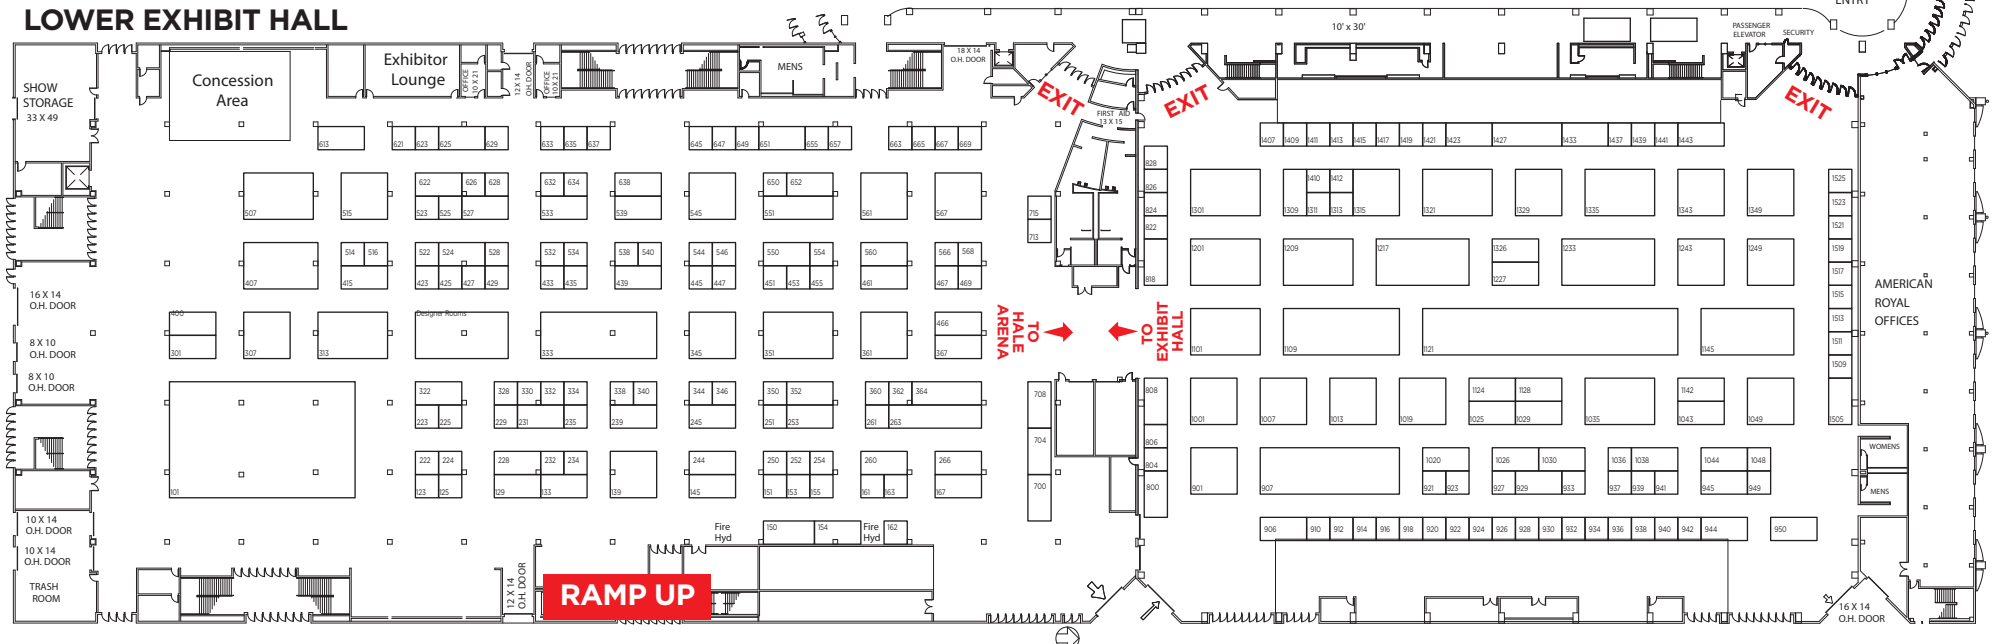 LOWER EXHIBIT HALL
ENTRY
10' x 30'
PASSENGER
ELEVATOR
SECURITY
SHOW
STORAGE
33 X 49
Concession
Area
Exhibitor
Lounge
OFFICE
10 X 21
12 X 14
O.H. DOOR
OFFICE
10 X 21
MENS
18 X 14
O.H. DOOR
EXIT
EXIT
EXIT
FIRST AID
13 X 15
613 621 623 625 629 633 635 637 645 647 649 651 655 657 663 665 667 669
1407 1409 1411 1413 1415 1417 1419 1421 1423 1427 1433 1437 1439 1441 1443
828
622 626 628 632 634 638 650 652
826
1410 1412
1525
507 515 523 525 527 533 539 545 551 561 567
715
824
1301 1309 1311 1313 1315 1321 1329 1335 1343 1349
1523
713
822
1521
514 516 522 524 528 532 534 538 540 544 546 550 554 560 566 568
1201 1209 1217 1326 1233 1243 1249
1519
407 415 423 425 427 429 433 435 439 445 447 451 453 455 461 467 469
818
1227
1517
16 X 14
O.H. DOOR
AMERICAN
ROYAL
OFFICES
1515
400
Designer Rooms
466
TO
HALE
ARENA
TO
EXHIBIT
HALL
1513
8 X 10
O.H. DOOR
301 307 313 333 345 351 361 367
1101 1109 1121 1145
1511
8 X 10
O.H. DOOR
1509
322 328 330 332 334 338 340 344 346 350 352 360 362 364
708
808
1124 1128 1142
223 225 229 231 235 239 245 251 253 261 263
1001 1007 1013 1019 1025 1029 1035 1043 1049
1505
704
806
WOMENS
222 224 228 232 234 244 250 252 254 260 266
804
1020 1026 1030 1036 1038 1044 1048
101 123 125 129 133 139 145 151 153 155 161 163 167
700
800
901 907 921 923 927 929 933 937 939 941 945 949
MENS
10 X 14
O.H. DOOR
Fire
Hyd
150 154
Fire
Hyd
162
906 910 912 914 916 918 920 922 924 926 928 930 932 934 936 938 940 942 944 950
10 X 14
O.H. DOOR
TRASH
ROOM
12 X 14
O.H. DOOR
RAMP UP
16 X 14
O.H. DOOR